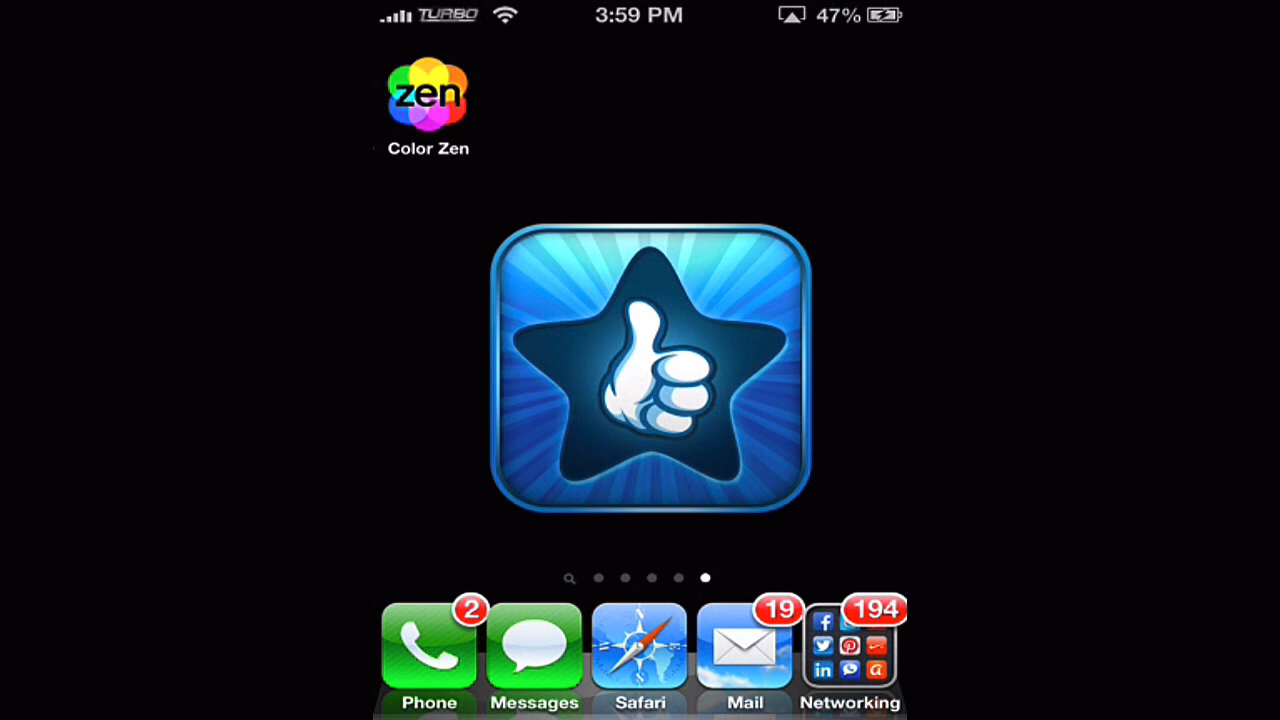 TURBO 3:59 PM 47%
zen
Color Zen
2 19 194
Phone Messages Safari Mail Networking